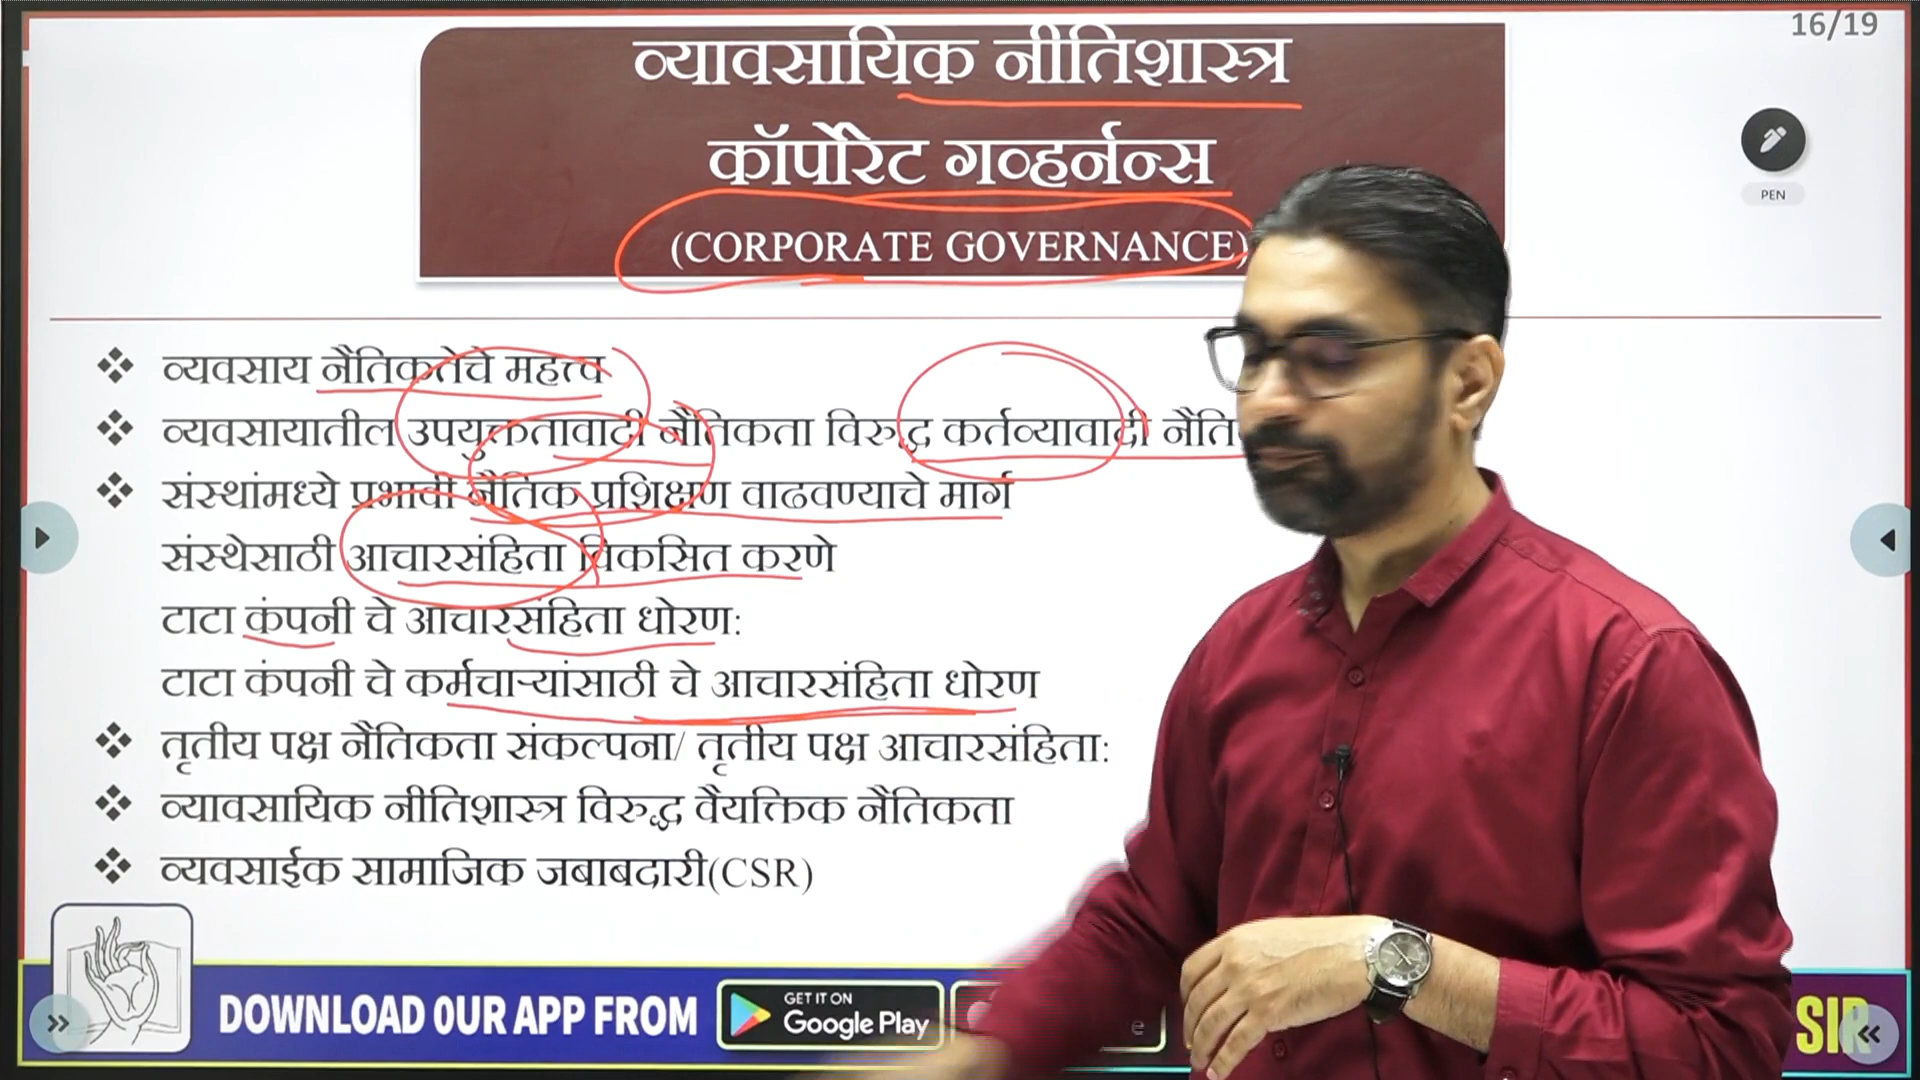 16/19
व्यावसायिक नीतिशास्त्र
कॉर्पोरेट गव्हर्नन्स
(CORPORATE GOVERNANCE)
PEN
❖ व्यवसाय नैतिकतेचे महत्त्व
❖ व्यवसायातील उपयुक्ततावादी नैतिकता विरुद्ध कर्तव्यावादी
❖ संस्थांमध्ये प्रभावी नैतिक प्रशिक्षण वाढवण्याचे मार्ग
संस्थेसाठी आचारसंहिता विकसित करणे
टाटा कंपनी चे आचारसंहिता धोरण:
टाटा कंपनी चे कर्मचाऱ्यांसाठी चे आचारसंहिता धोरण
❖ तृतीय पक्ष नैतिकता संकल्पना/ तृतीय पक्ष आचारसंहिता:
❖ व्यावसायिक नीतिशास्त्र विरुद्ध वैयक्तिक नैतिकता
❖ व्यवसाईक सामाजिक जबाबदारी(CSR)
DOWNLOAD OUR APP FROM
GET IT ON
Google Play
SIR